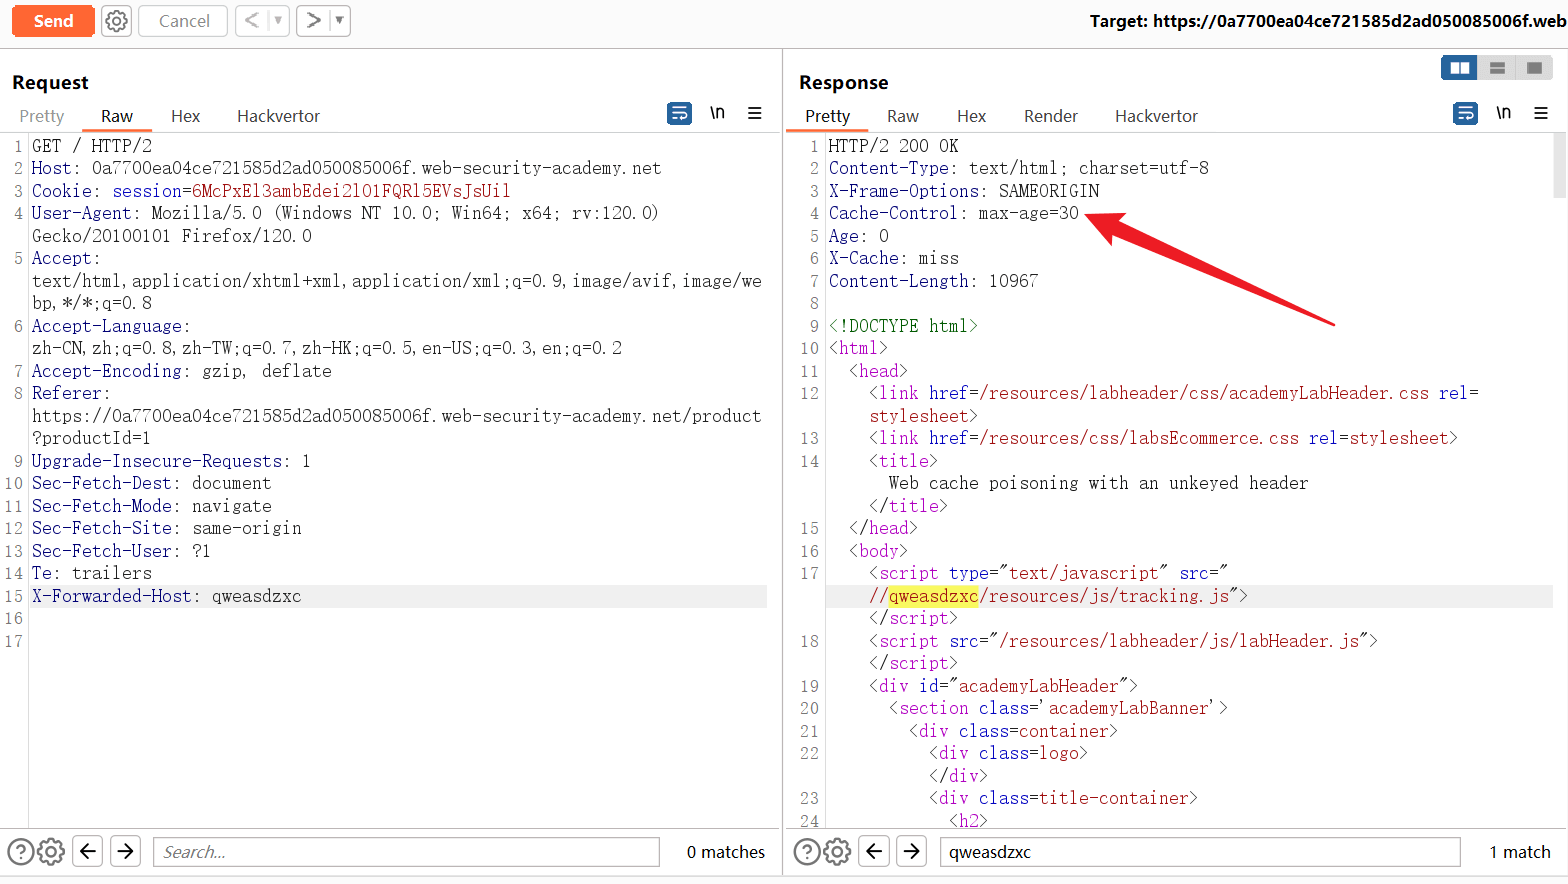 Send
Cancel
<
>
Target: https://0a7700ea04ce721585d2ad050085006f.web
Request
Pretty Raw Hex Hackvertor
\n
1 GET / HTTP/2
2 Host: 0a7700ea04ce721585d2ad050085006f.web-security-academy.net
3 Cookie: session=6McPxEl3ambEdei2lO1FQRl5EVsJsUil
4 User-Agent: Mozilla/5.0 (Windows NT 10.0; Win64; x64; rv:120.0)
Gecko/20100101 Firefox/120.0
5 Accept:
text/html,application/xhtml+xml,application/xml;q=0.9,image/avif,image/we
bp,*/*;q=0.8
6 Accept-Language:
zh-CN,zh;q=0.8,zh-TW;q=0.7,zh-HK;q=0.5,en-US;q=0.3,en;q=0.2
7 Accept-Encoding: gzip, deflate
8 Referer:
https://0a7700ea04ce721585d2ad050085006f.web-security-academy.net/product
?productId=1
9 Upgrade-Insecure-Requests: 1
10 Sec-Fetch-Dest: document
11 Sec-Fetch-Mode: navigate
12 Sec-Fetch-Site: same-origin
13 Sec-Fetch-User: ?1
14 Te: trailers
15 X-Forwarded-Host: qweasdzxc
16
17
Search...
0 matches
Response
Pretty Raw Hex Render Hackvertor
\n
1 HTTP/2 200 OK
2 Content-Type: text/html; charset=utf-8
3 X-Frame-Options: SAMEORIGIN
4 Cache-Control: max-age=30
5 Age: 0
6 X-Cache: miss
7 Content-Length: 10967
8
9 <!DOCTYPE html>
10 <html>
11 <head>
12 <link href=/resources/labheader/css/academyLabHeader.css rel=
stylesheet>
13 <link href=/resources/css/labsEcommerce.css rel=stylesheet>
14 <title>
Web cache poisoning with an unkeyed header
</title>
15 </head>
16 <body>
17 <script type="text/javascript" src="
//qweasdzxc/resources/js/tracking.js">
</script>
18 <script src="/resources/labheader/js/labHeader.js">
</script>
19 <div id="academyLabHeader">
20 <section class='academyLabBanner'>
21 <div class=container>
22 <div class=logo>
</div>
23 <div class=title-container>
24 <h2>
qweasdzxc
1 match